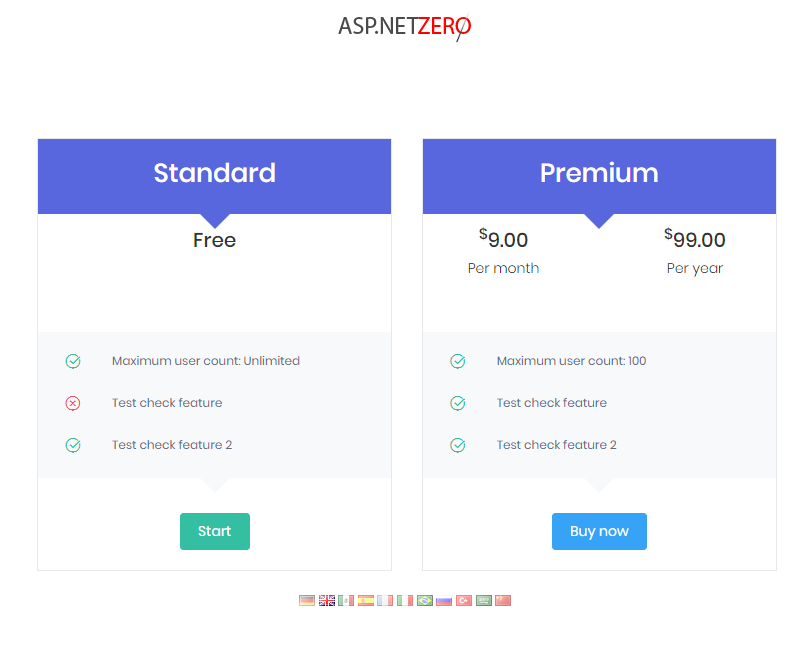 ASP.NETZERO
Standard
Free
Maximum user count: Unlimited
Test check feature
Test check feature 2
Start
Premium
$9.00
Per month
$99.00
Per year
Maximum user count: 100
Test check feature
Test check feature 2
Buy now